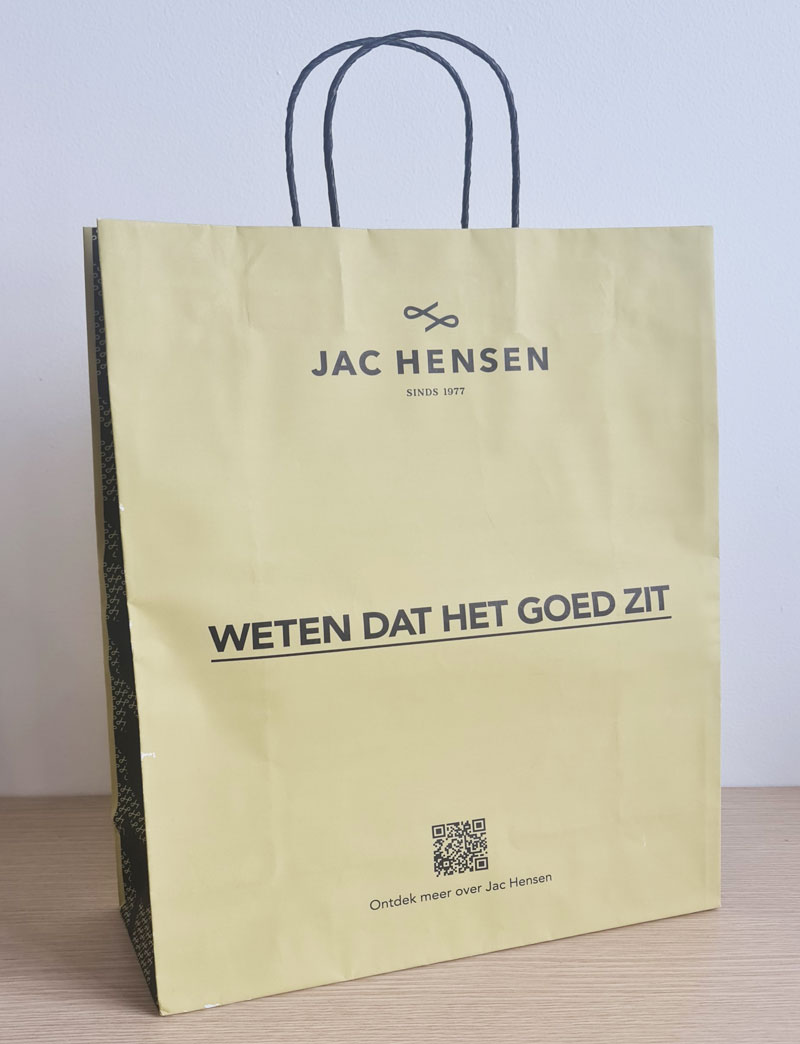 JAC HENSEN
SINDS 1977
WETEN DAT HET GOED ZIT
Ontdek meer over Jac Hensen